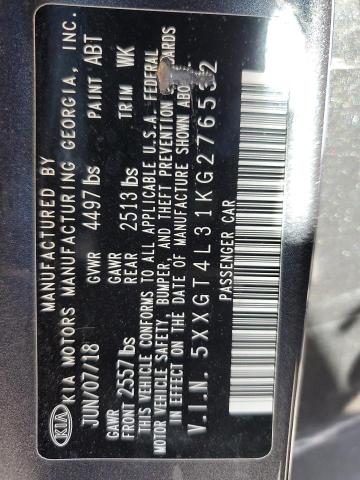 MANUFACTURED BY
KIA MOTORS MANUFACTURING GEORGIA, INC.
KIA
JUN/07/18 GVWR 4497 lbs PAINT ABT
GAWR FRONT 2557 lbs GAWR REAR 2513 lbs TRIM WK
THIS VEHICLE CONFORMS TO ALL APPLICABLE U.S.A. FEDERAL
MOTOR VEHICLE SAFETY, BUMPER, AND THEFT PREVENTION
IN EFFECT ON THE DATE OF MANUFACTURE SHOWN
V.I.N. 5XXGT4L31KG276532
PASSENGER CAR